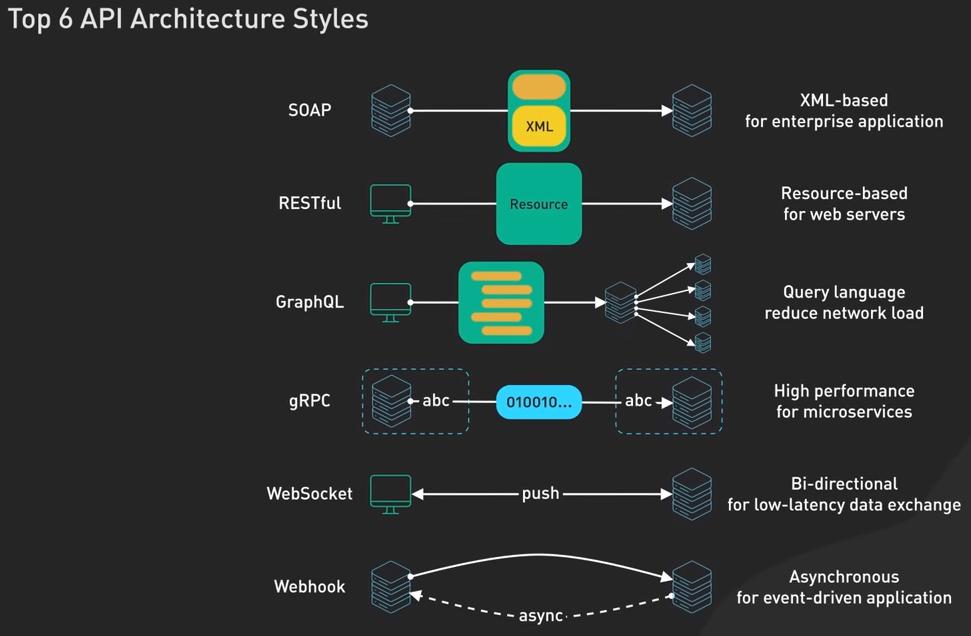 Top 6 API Architecture Styles
SOAP
XML
XML-based
for enterprise application
RESTful
Resource
Resource-based
for web servers
GraphQL
Query language
reduce network load
gRPC
abc
010010...
abc
High performance
for microservices
WebSocket
push
Bi-directional
for low-latency data exchange
Webhook
async
Asynchronous
for event-driven application